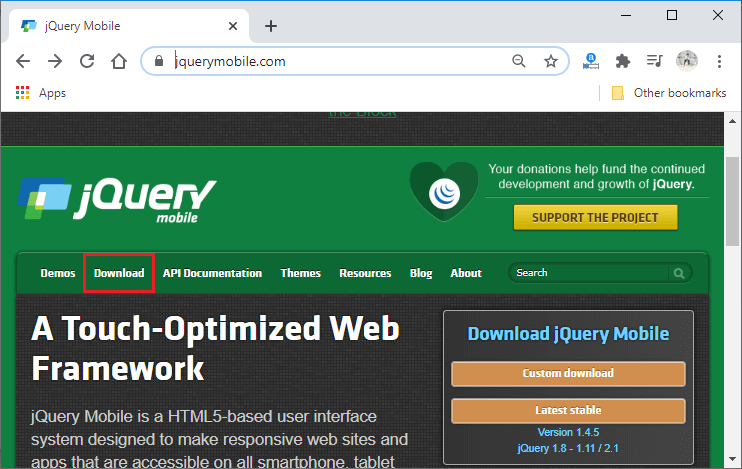 jQuery Mobile
jquerymobile.com
Apps
Other bookmarks
the Block
jQuery
mobile
Your donations help fund the continued
development and growth of jQuery.
SUPPORT THE PROJECT
Demos Download API Documentation Themes Resources Blog About Search
A Touch-Optimized Web
Framework
jQuery Mobile is a HTML5-based user interface
system designed to make responsive web sites and
apps that are accessible on all smartphone, tablet
Download jQuery Mobile
Custom download
Latest stable
Version 1.4.5
jQuery 1.8 - 1.11 / 2.1